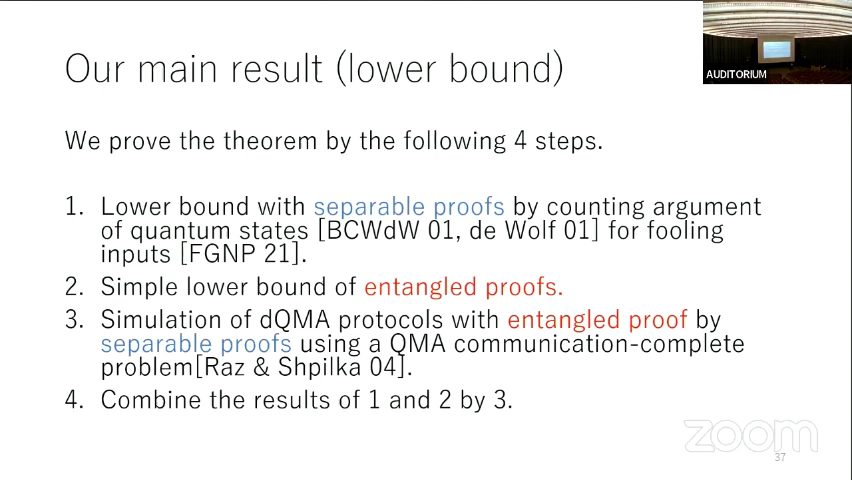 AUDITORIUM
Our main result (lower bound)
We prove the theorem by the following 4 steps.
1. Lower bound with separable proofs by counting argument
of quantum states [BCWdW 01, de Wolf 01] for fooling
inputs [FGNP 21].
2. Simple lower bound of entangled proofs.
3. Simulation of dQMA protocols with entangled proof by
separable proofs using a QMA communication-complete
problem[Raz & Shpilka 04].
4. Combine the results of 1 and 2 by 3.
zoom
37